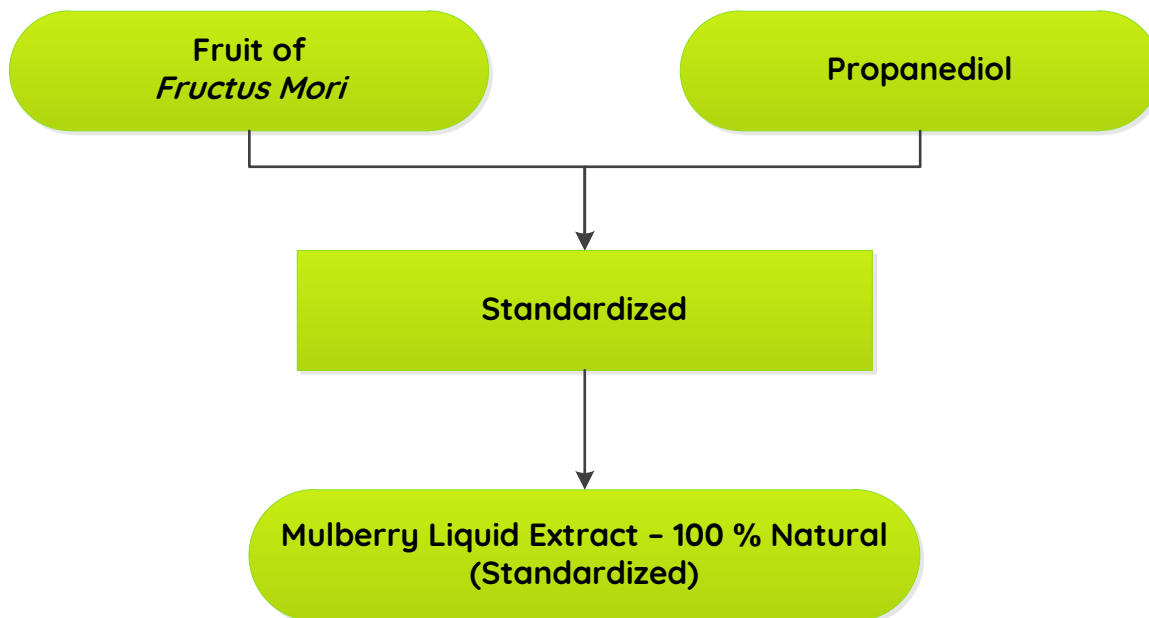 Fruit of
Fructus Mori
Propanediol
Standardized
Mulberry Liquid Extract – 100 % Natural
(Standardized)